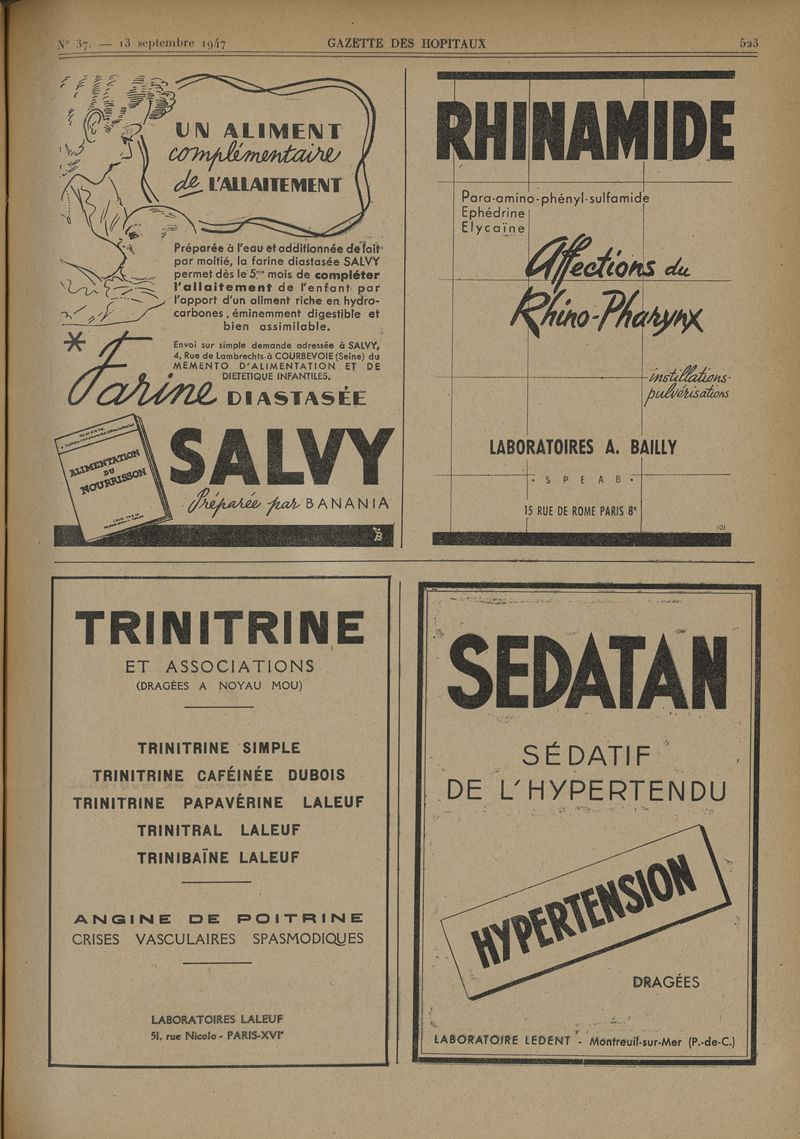 N° 37. — 13 septembre 1947
GAZETTE DES HOPITAUX
523
UN ALIMENT
complémentaire
de L'ALLAITEMENT
Préparée à l'eau et additionnée de lait
par moitié, la farine diastasée SALVY
permet dès le 5me mois de compléter
l'allaitement de l'enfant par
l'apport d'un aliment riche en hydro-
carbones, éminemment digestible et
bien assimilable.
Envoi sur simple demande adressée à SALVY,
4, Rue de Lambrechts-à COURBEVOIE (Seine) du
MEMENTO D'ALIMENTATION ET DE
DIETETIQUE INFANTILES.
* Farine DIASTASÉE
ALIMENTATION
DU
NOURRISSON
SALVY
Préparée par BANANIA
RHINAMIDE
Para-amino-phényl-sulfamide
Ephédrine
Elycaïne
Affections du
Rhino-Pharynx
instillations-
pulvérisations
LABORATOIRES A. BAILLY
• S P E A B •
15 RUE DE ROME PARIS 8e
101
TRINITRINE
ET ASSOCIATIONS
(DRAGÉES A NOYAU MOU)
TRINITRINE SIMPLE
TRINITRINE CAFÉINÉE DUBOIS
TRINITRINE PAPAVÉRINE LALEUF
TRINITRAL LALEUF
TRINIBAÏNE LALEUF
ANGINE DE POITRINE
CRISES VASCULAIRES SPASMODIQUES
LABORATOIRES LALEUF
51, rue Nicolo - PARIS-XVIe
SEDATAN
SÉDATIF
DE L'HYPERTENDU
HYPERTENSION
DRAGÉES
LABORATOIRE LEDENT - Montreuil-sur-Mer (P.-de-C.)